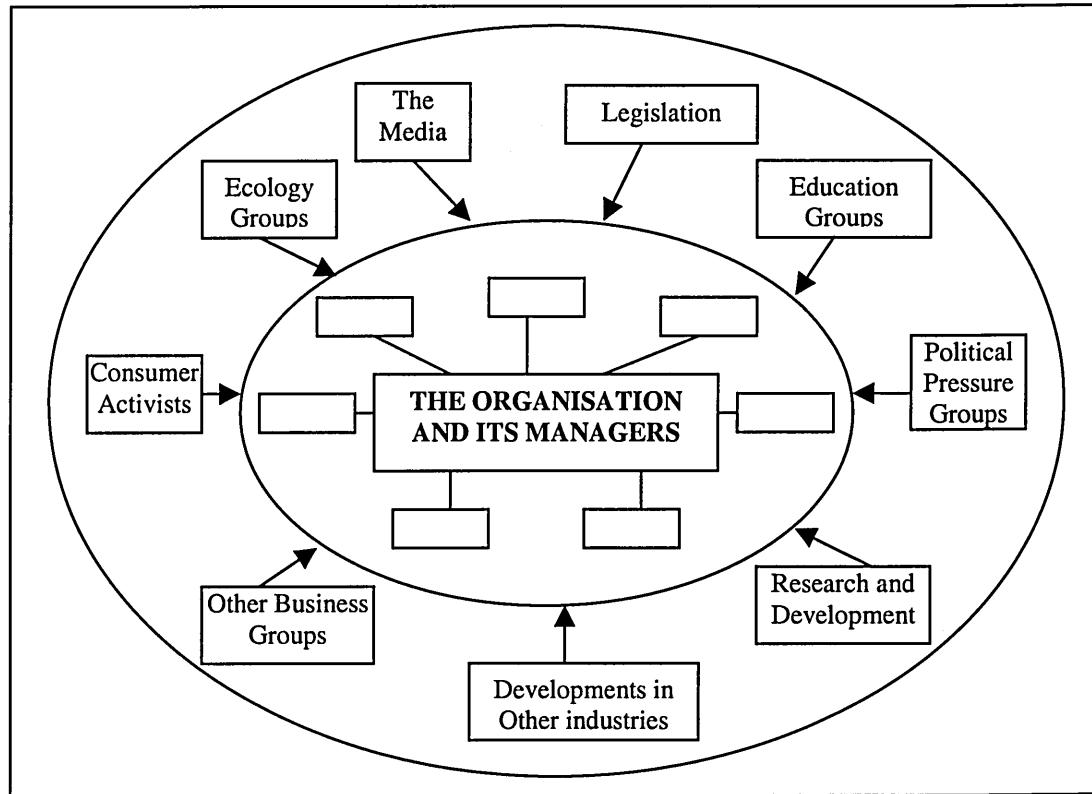 The
Media
Legislation
Ecology
Groups
Education
Groups
Consumer
Activists
THE ORGANISATION
AND ITS MANAGERS
Political
Pressure
Groups
Other Business
Groups
Research and
Development
Developments in
Other industries